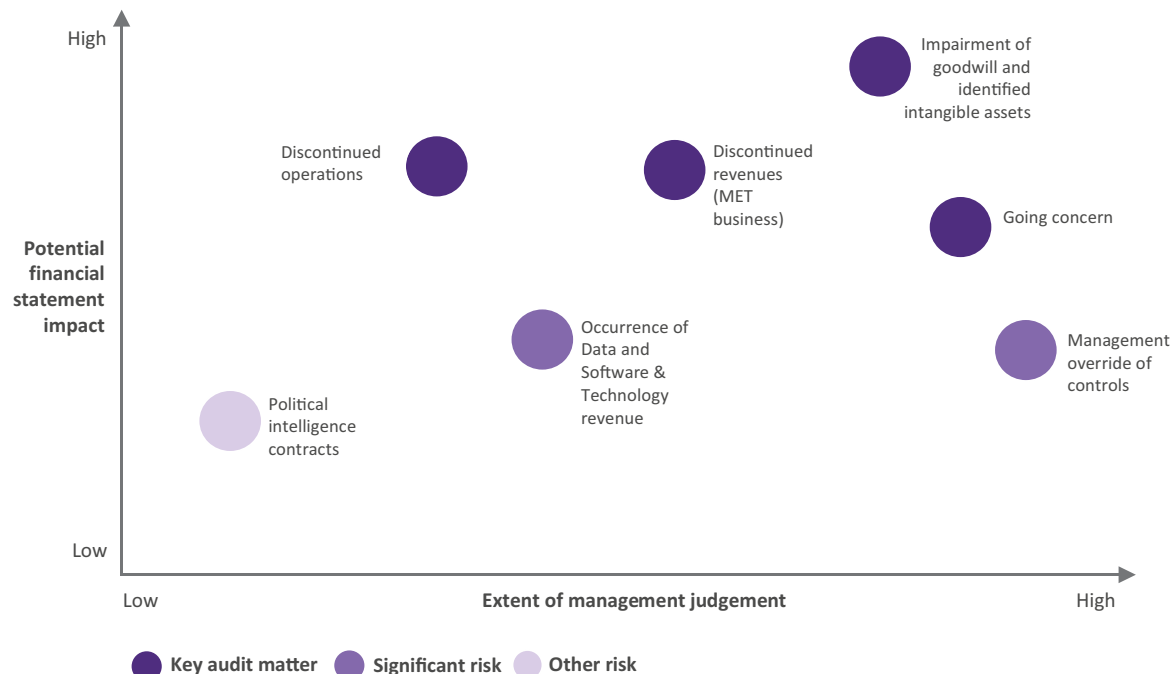 High
Impairment of
goodwill and
identified
intangible assets
Discontinued
operations
Discontinued
revenues
(MET
business)
Going concern
Potential
financial
statement
impact
Occurrence of
Data and
Software &
Technology
revenue
Management
override of
controls
Political
intelligence
contracts
Low
Low
Extent of management judgement
High
Key audit matter
Significant risk
Other risk